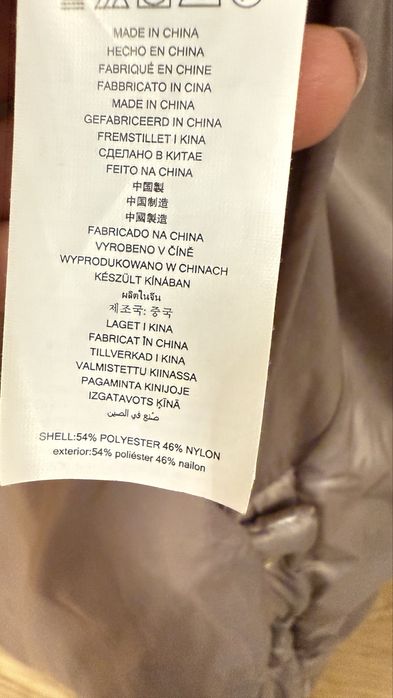 MADE IN CHINA
HECHO EN CHINA
FABRIQUÉ EN CHINE
FABBRICATO IN CINA
MADE IN CHINA
GEFABRICEERD IN CHINA
FREMSTILLET I KINA
СДЕЛАНО В КИТАЕ
FEITO NA CHINA
中国製
中国制造
中國製造
FABRICADO NA CHINA
VYROBENO V ČÍNĚ
WYPRODUKOWANO W CHINACH
KÉSZÜLT KÍNÁBAN
ผลิตในจีน
제조국: 중국
LAGET I KINA
FABRICAT ÎN CHINA
TILLVERKAD I KINA
VALMISTETTU KIINASSA
PAGAMINTA KINIJOJE
IZGATAVOTS ĶĪNĀ
صنع في الصين
SHELL:54% POLYESTER 46% NYLON
exterior:54% poliéster 46% nailon